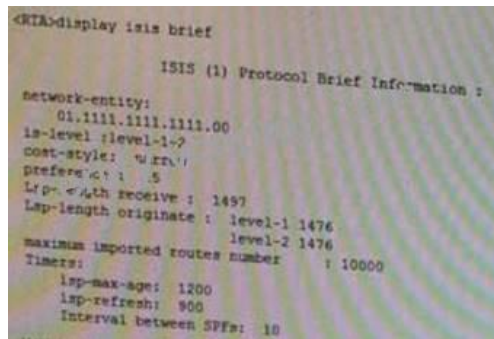 <RTA>display isis brief
ISIS (1) Protocol Brief Information :
network-entity:
01.1111.1111.1111.00
is-level :level-1-2
cost-style:
receive : 1497
Lsp-length originate : level-1 1476
level-2 1476
maximum imported routes number : 10000
Timers:
lsp-max-age: 1200
lsp-refresh: 900
Interval between SPFs: 10